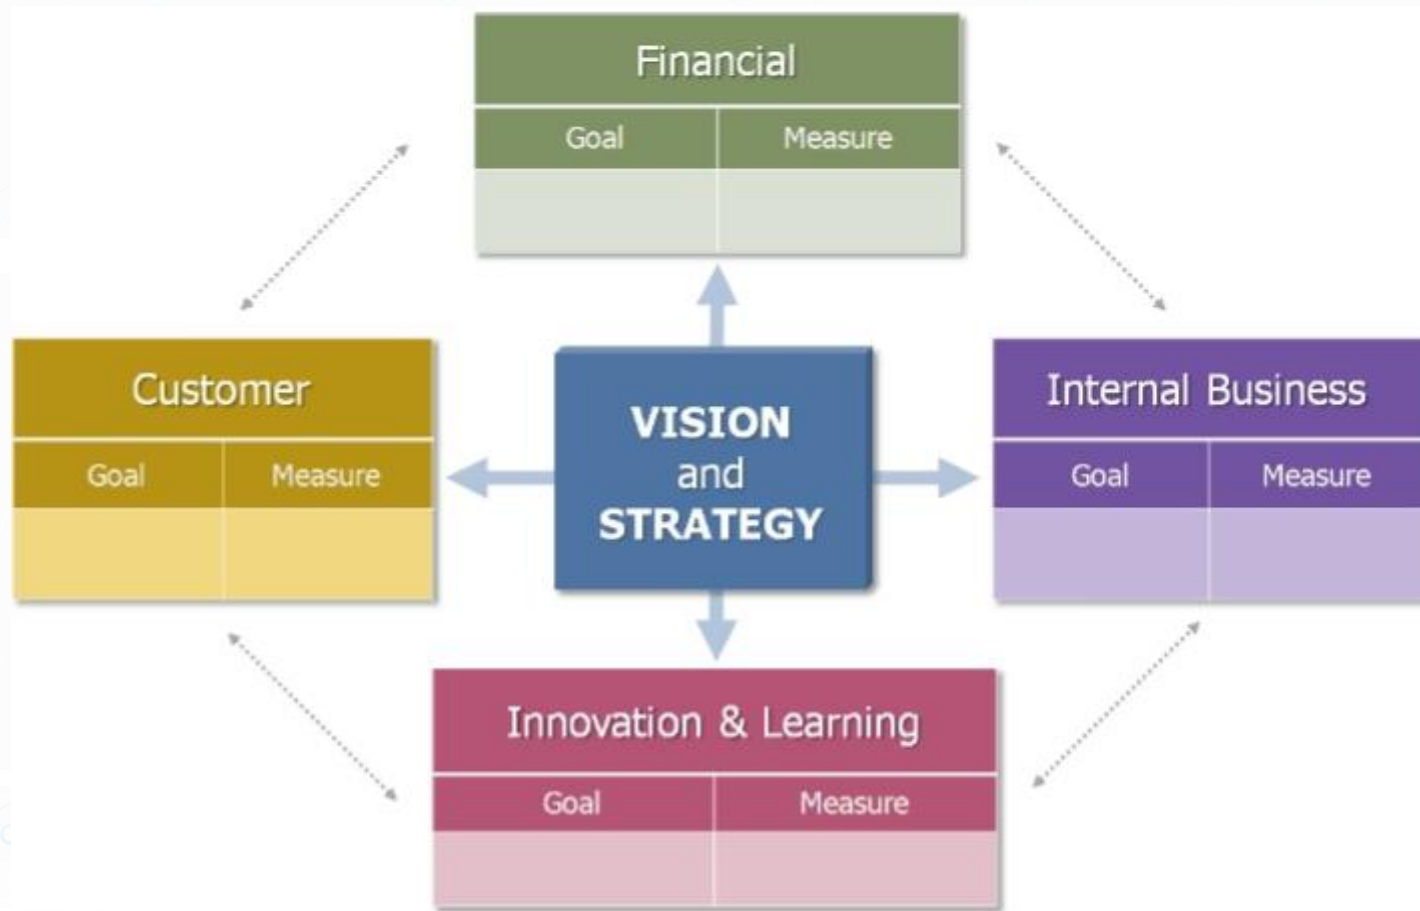 Financial
Goal Measure
Customer
Goal Measure
VISION
and
STRATEGY
Internal Business
Goal Measure
Innovation & Learning
Goal Measure